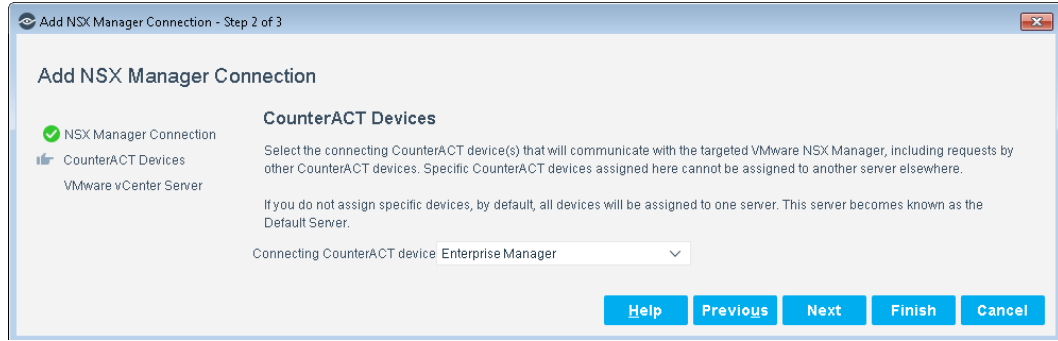 Add NSX Manager Connection - Step 2 of 3
Add NSX Manager Connection
NSX Manager Connection
CounterACT Devices
VMware vCenter Server
CounterACT Devices
Select the connecting CounterACT device(s) that will communicate with the targeted VMware NSX Manager, including requests by
other CounterACT devices. Specific CounterACT devices assigned here cannot be assigned to another server elsewhere.
If you do not assign specific devices, by default, all devices will be assigned to one server. This server becomes known as the
Default Server.
Connecting CounterACT device Enterprise Manager
Help Previous Next Finish Cancel